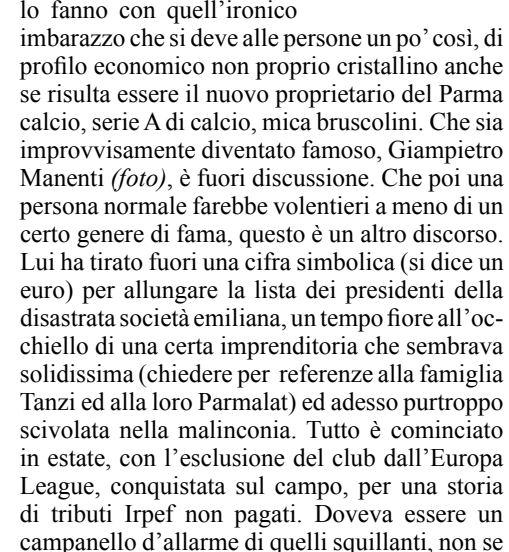 lo fanno con quell'ironico
imbarazzo che si deve alle persone un po' così, di
profilo economico non proprio cristallino anche
se risulta essere il nuovo proprietario del Parma
calcio, serie A di calcio, mica bruscolini. Che sia
improvvisamente diventato famoso, Giampietro
Manenti (foto), è fuori discussione. Che poi una
persona normale farebbe volentieri a meno di un
certo genere di fama, questo è un altro discorso.
Lui ha tirato fuori una cifra simbolica (si dice un
euro) per allungare la lista dei presidenti della
disastrata società emiliana, un tempo fiore all'oc-
chiello di una certa imprenditoria che sembrava
solidissima (chiedere per referenze alla famiglia
Tanzi ed alla loro Parmalat) ed adesso purtroppo
scivolata nella malinconia. Tutto è cominciato
in estate, con l'esclusione del club dall'Europa
League, conquistata sul campo, per una storia
di tributi Irpef non pagati. Doveva essere un
campanello d'allarme di quelli squillanti, non se